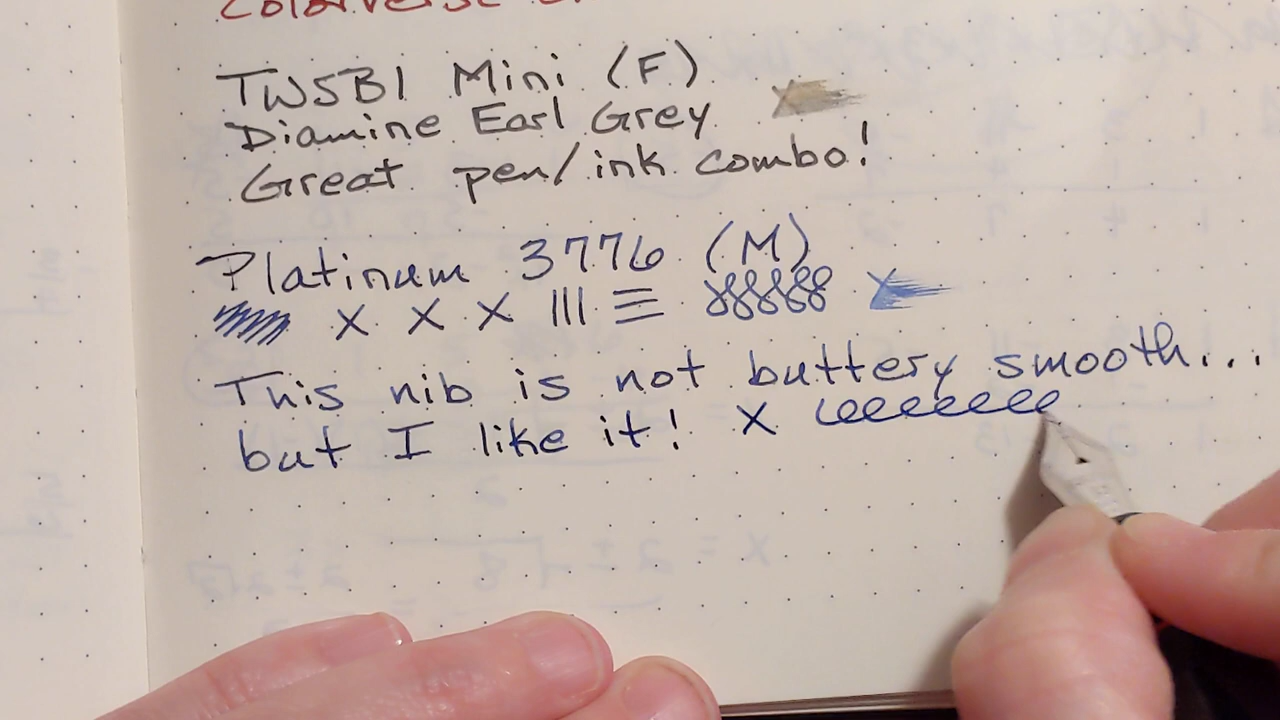 Colorverse
TWSBI Mini (F)
Diamine Earl Grey
Great pen/ink combo!
Platinum 3776 (M)
X X X
This nib is not buttery smooth...
but I like it! X